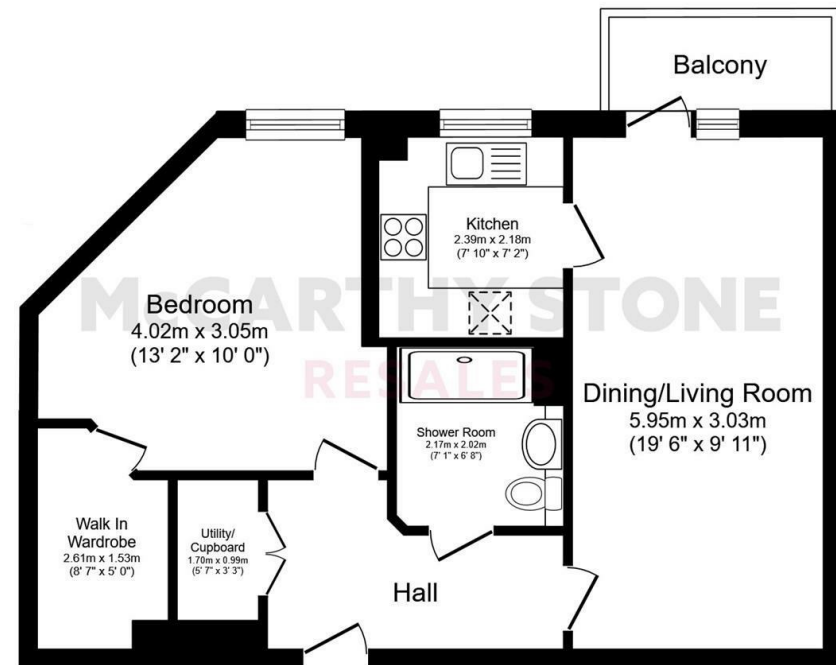 Balcony
Kitchen
2.39m x 2.18m
(7' 10" x 7' 2")
Bedroom
4.02m x 3.05m
(13' 2" x 10' 0")
McCARTHY STONE
RESALES
Dining/Living Room
5.95m x 3.03m
(19' 6" x 9' 11")
Shower Room
2.17m x 2.02m
(7' 1" x 6' 8")
Walk In
Wardrobe
2.61m x 1.53m
(8' 7" x 5' 0")
Utility/
Cupboard
1.70m x 0.99m
(5' 7" x 3' 3")
Hall